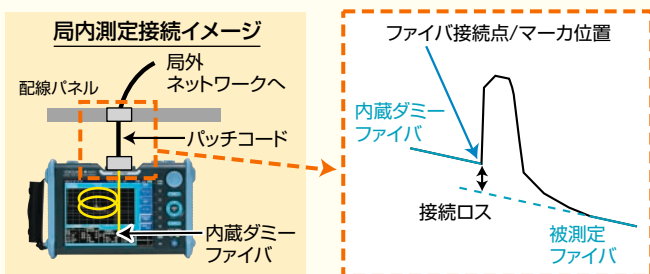 局内測定接続イメージ
局外
ネットワークへ
配線パネル
パッチコード
内蔵ダミー
ファイバ
ファイバ接続点/マーカ位置
内蔵ダミー
ファイバ
接続ロス
被測定
ファイバ